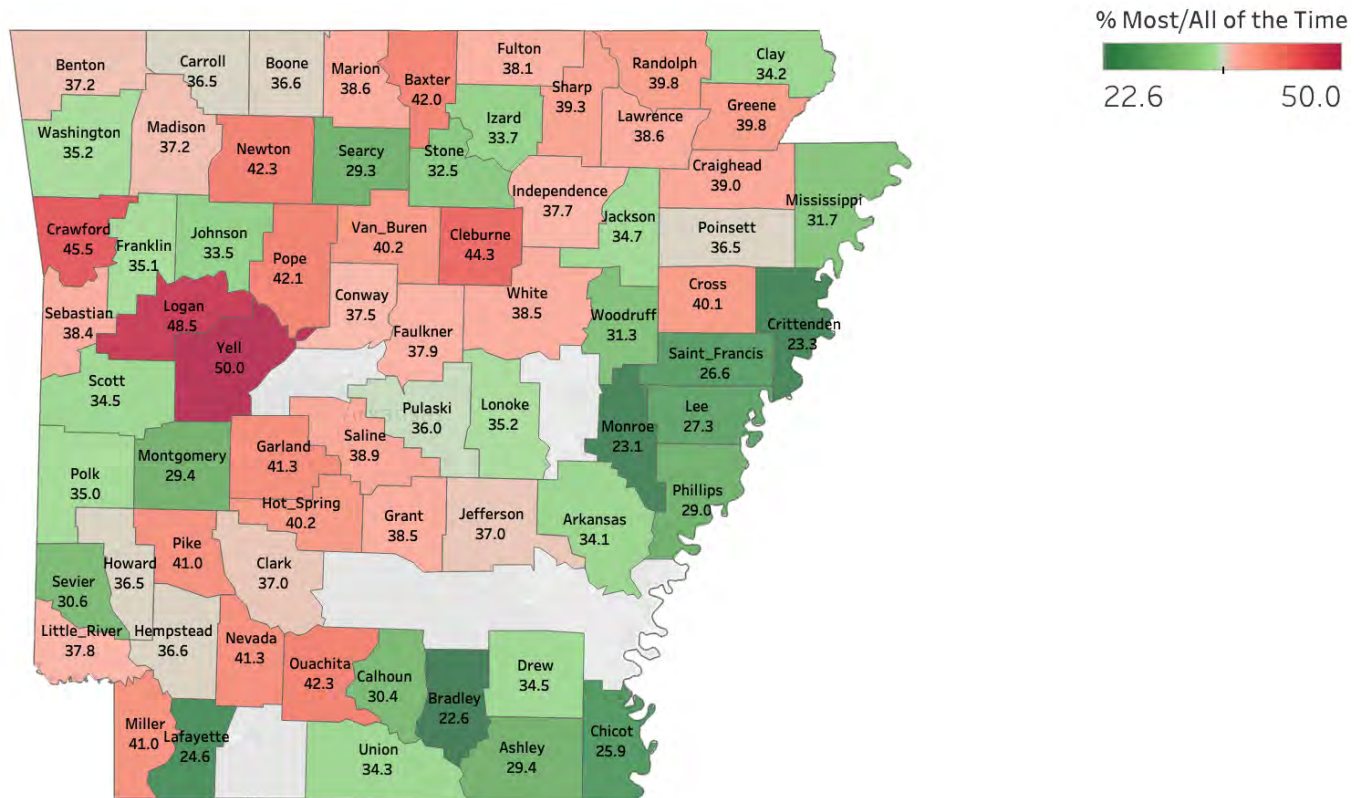 % Most/All of the Time
22.6 50.0
Benton
37.2
Carroll
36.5
Boone
36.6
Marion
38.6
Baxter
42.0
Fulton
38.1
Sharp
39.3
Randolph
39.8
Clay
34.2
Greene
39.8
Lawrence
38.6
Izard
33.7
Washington
35.2
Madison
37.2
Newton
42.3
Searcy
29.3
Stone
32.5
Independence
37.7
Craighead
39.0
Mississippi
31.7
Jackson
34.7
Poinsett
36.5
Crawford
45.5
Franklin
35.1
Johnson
33.5
Pope
42.1
Van_Buren
40.2
Cleburne
44.3
Sebastian
38.4
Logan
48.5
Yell
50.0
Conway
37.5
Faulkner
37.9
White
38.5
Woodruff
31.3
Cross
40.1
Crittenden
23.3
Saint_Francis
26.6
Scott
34.5
Pulaski
36.0
Lonoke
35.2
Monroe
23.1
Lee
27.3
Polk
35.0
Montgomery
29.4
Garland
41.3
Saline
38.9
Hot_Spring
40.2
Grant
38.5
Jefferson
37.0
Arkansas
34.1
Phillips
29.0
Howard
36.5
Pike
41.0
Clark
37.0
Sevier
30.6
Little_River
37.8
Hempstead
36.6
Nevada
41.3
Ouachita
42.3
Calhoun
30.4
Bradley
22.6
Drew
34.5
Miller
41.0
Lafayette
24.6
Union
34.3
Ashley
29.4
Chicot
25.9